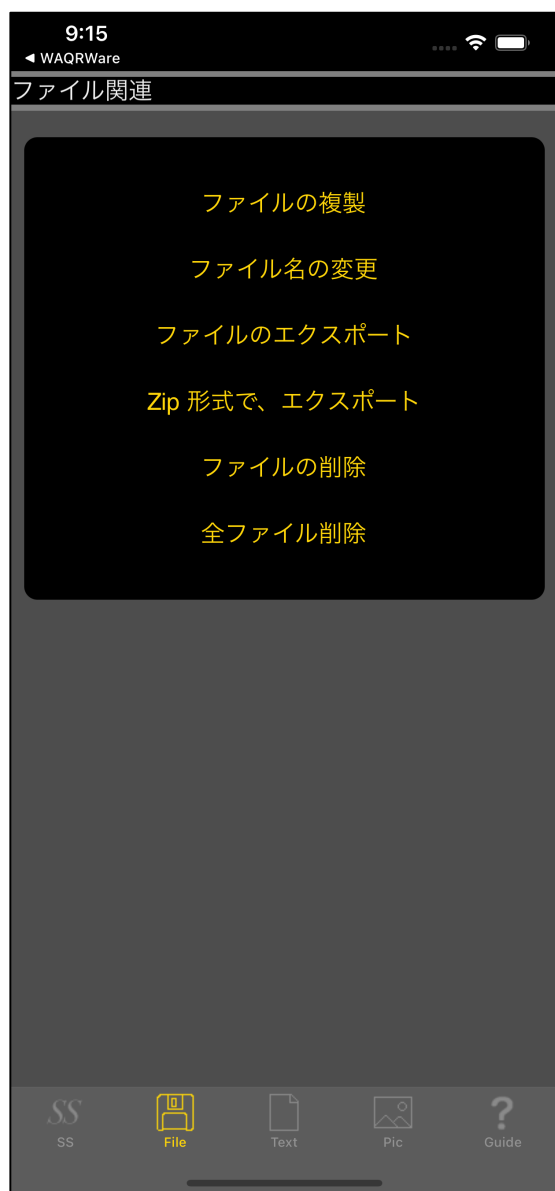 9:15
◀ WAQRWare
ファイル関連
ファイルの複製
ファイル名の変更
ファイルのエクスポート
Zip 形式で、エクスポート
ファイルの削除
全ファイル削除
SS
SS
File
Text
Pic
?
Guide